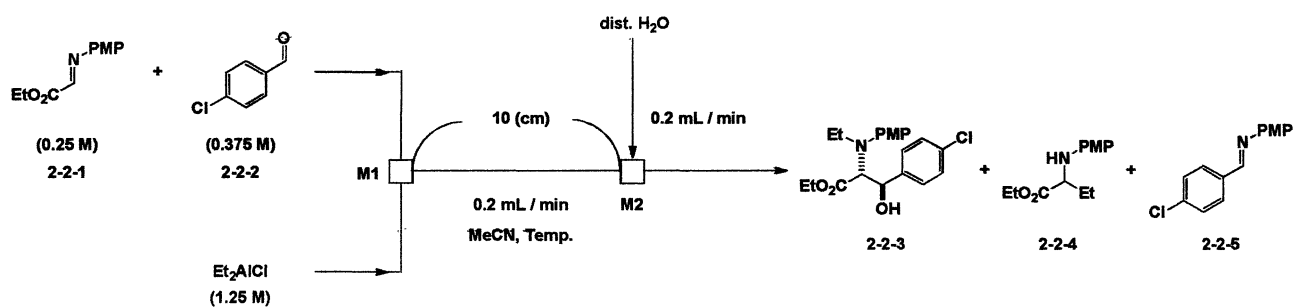 dist. H2O
N
PMP
EtO2C
+
O
Cl
(0.25 M)
2-2-1
(0.375 M)
2-2-2
10 (cm)
0.2 mL / min
M1
M2
0.2 mL / min
MeCN, Temp.
Et2AlCl
(1.25 M)
Et
N
PMP
Cl
EtO2C
OH
2-2-3
+
HN
PMP
EtO2C
Et
2-2-4
+
N
PMP
Cl
2-2-5